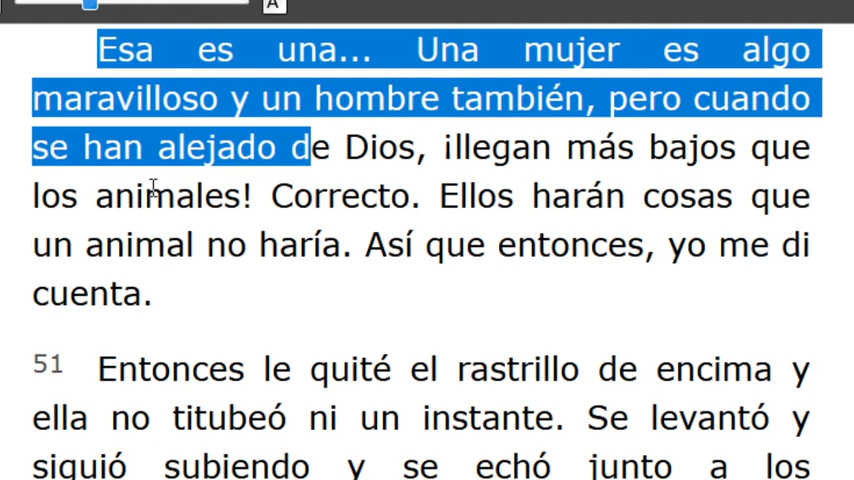 A
Esa es una... Una mujer es algo
maravilloso y un hombre también, pero cuando
se han alejado de Dios, ¡llegan más bajos que
los animales! Correcto. Ellos harán cosas que
un animal no haría. Así que entonces, yo me di
cuenta.
51 Entonces le quité el rastrillo de encima y
ella no titubeó ni un instante. Se levantó y
siguió subiendo y se echó junto a los